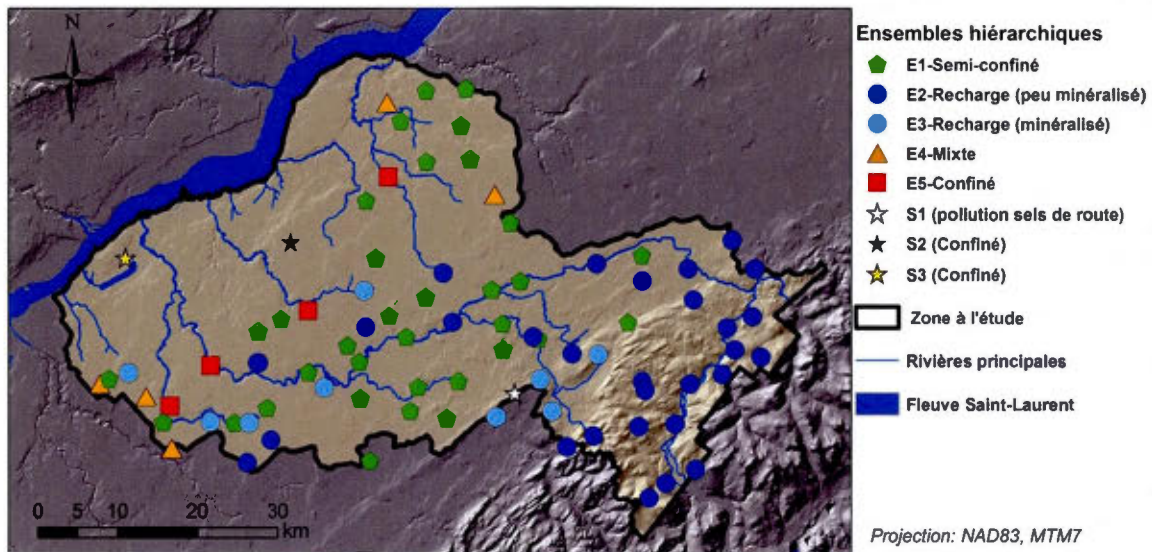 N
0 5 10 20 30
km
Ensembles hiérarchiques
E1-Semi-confiné
E2-Recharge (peu minéralisé)
E3-Recharge (minéralisé)
E4-Mixte
E5-Confiné
S1 (pollution sels de route)
S2 (Confiné)
S3 (Confiné)
Zone à l'étude
Rivières principales
Fleuve Saint-Laurent
Projection: NAD83, MTM7